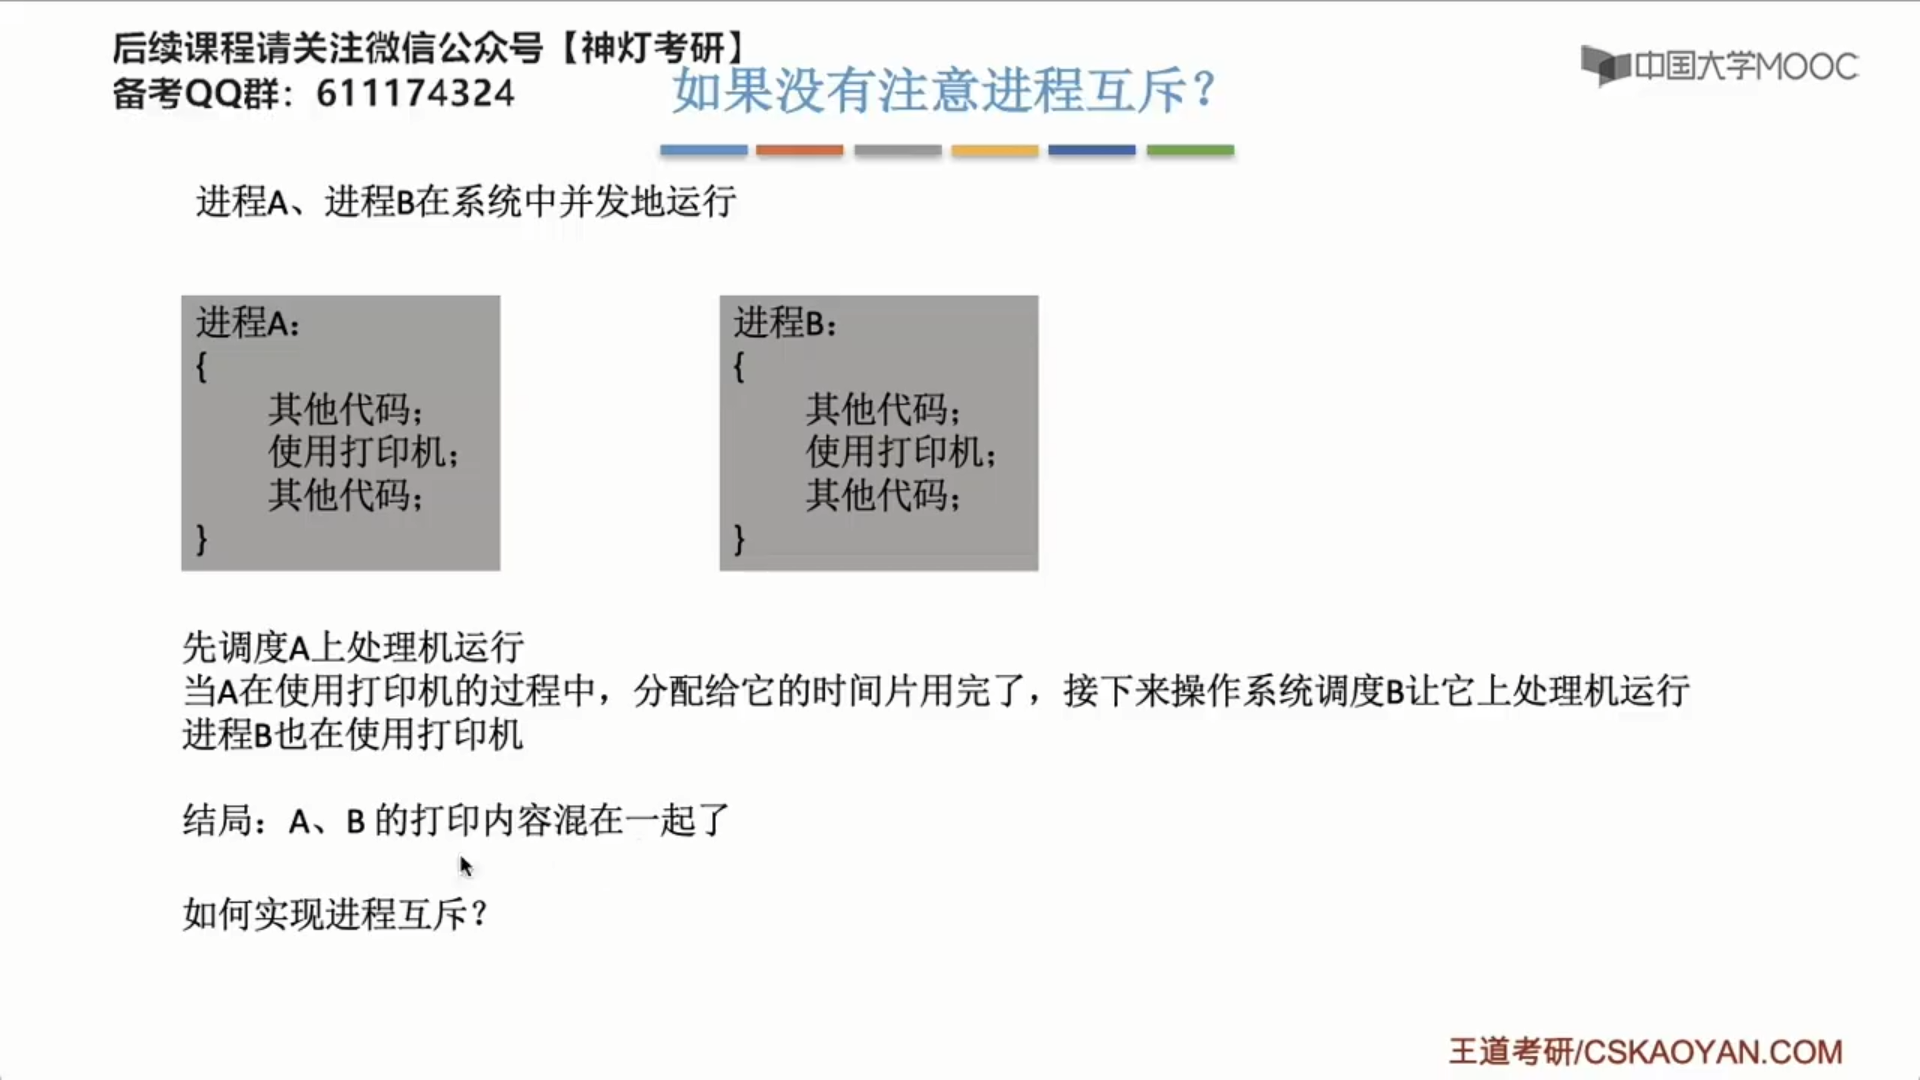 后续课程请关注微信公众号【神灯考研】
备考QQ群：611174324
中国大学MOOC
如果没有注意进程互斥？
进程A、进程B在系统中并发地运行
进程A：
{
其他代码；
使用打印机；
其他代码；
}
进程B：
{
其他代码；
使用打印机；
其他代码；
}
先调度A上处理机运行
当A在使用打印机的过程中，分配给它的时间片用完了，接下来操作系统调度B让它上处理机运行
进程B也在使用打印机
结局：A、B 的打印内容混在一起了
如何实现进程互斥？
王道考研/CSKAOYAN.COM